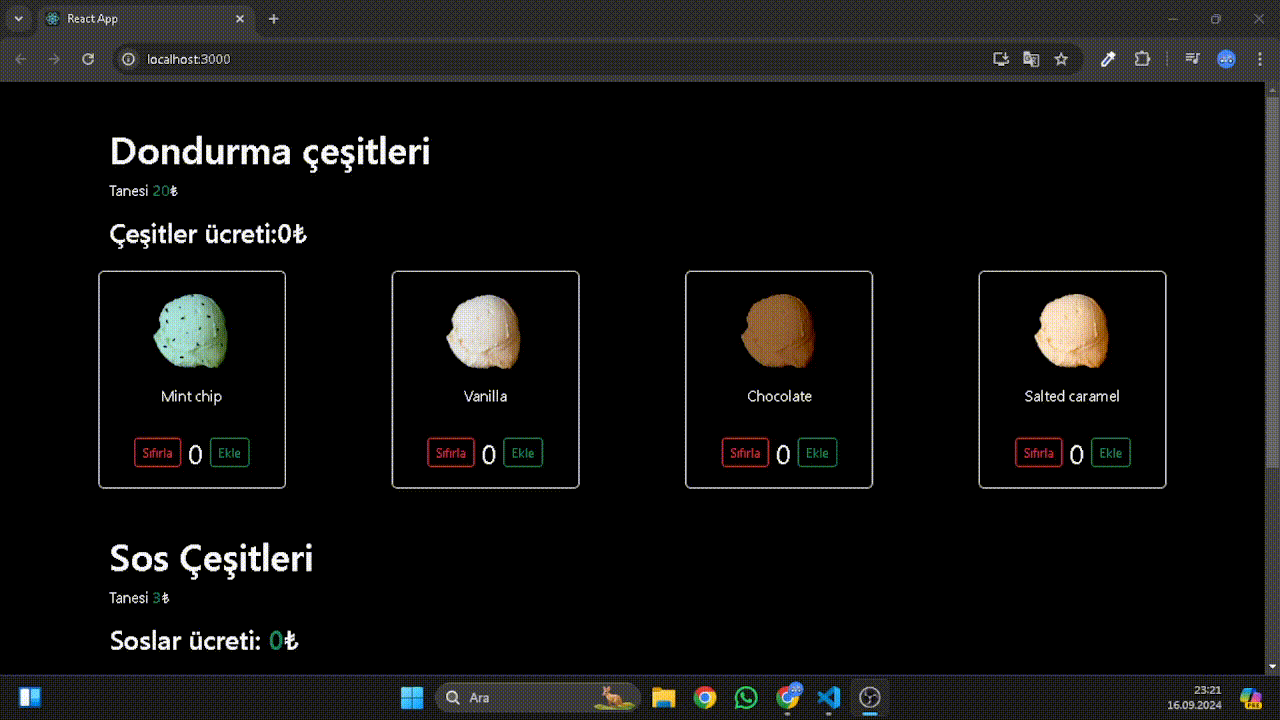 React App
localhost:3000
Dondurma çeşitleri
Tanesi 20₺
Çeşitler ücreti:0₺
Mint chip
Sıfırla 0 Ekle
Vanilla
Sıfırla 0 Ekle
Chocolate
Sıfırla 0 Ekle
Salted caramel
Sıfırla 0 Ekle
Sos Çeşitleri
Tanesi 3₺
Soslar ücreti: 0₺
Ara
23:21
16.09.2024
PRE